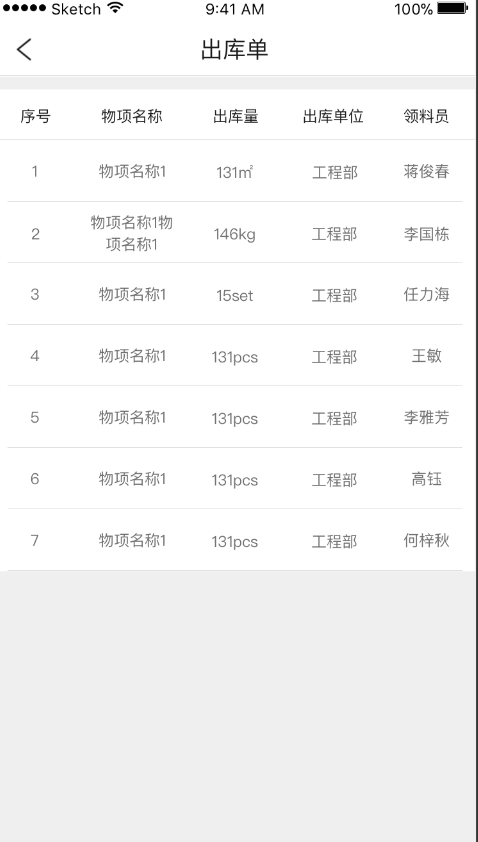 Sketch 9:41 AM 100%
出库单
序号 物项名称 出库量 出库单位 领料员
1 物项名称1 131㎡ 工程部 蒋俊春
2 物项名称1物项名称1 146kg 工程部 李国栋
3 物项名称1 15set 工程部 任力海
4 物项名称1 131pcs 工程部 王敏
5 物项名称1 131pcs 工程部 李雅芳
6 物项名称1 131pcs 工程部 高钰
7 物项名称1 131pcs 工程部 何梓秋